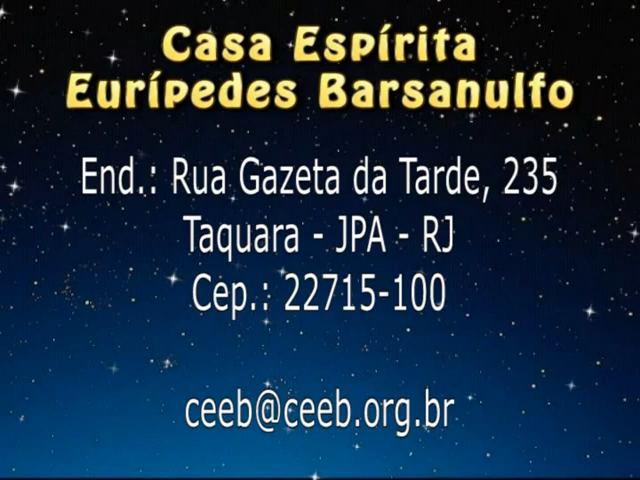 Casa Espírita
Eurípedes Barsanulfo
End.: Rua Gazeta da Tarde, 235
Taquara - JPA - RJ
Cep.: 22715-100
ceeb@ceeb.org.br